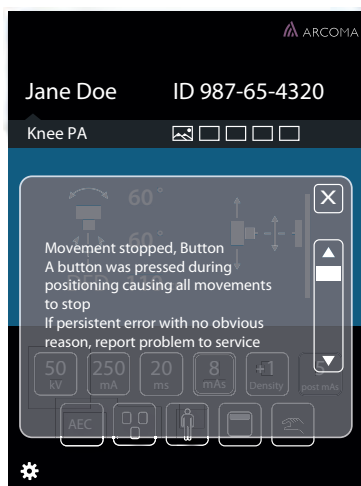 ARCOMA
Jane Doe ID 987-65-4320
Knee PA
60°
60°
Movement stopped, Button
A button was pressed during
positioning causing all movements
to stop
If persistent error with no obvious
reason, report problem to service
50 250 20 8 +1
kV mA ms mAs Density post mAs
AEC